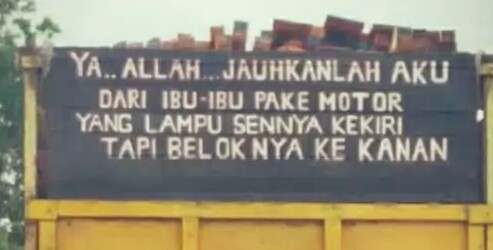 YA.. ALLAH... JAUHKANLAH AKU
DARI IBU-IBU PAKE MOTOR
YANG LAMPU SENNYA KEKIRI
TAPI BELOKNYA KE KANAN